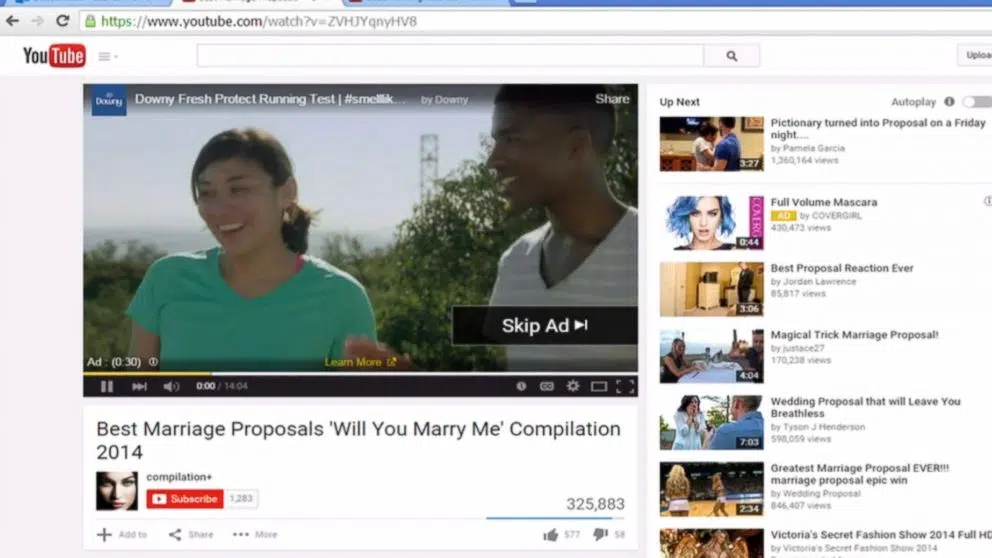 https://www.youtube.com/watch?v=ZVHJYqnyHV8
YouTube
Uploa
Downy
Downy Fresh Protect Running Test | #smelllik... by Downy
Share
Skip Ad
Ad : (0:30)
Learn More
0:00 / 14:04
Best Marriage Proposals 'Will You Marry Me' Compilation
2014
compilation+
Subscribe 1,283
325,883
Add to Share More 577 58
Up Next Autoplay
Pictionary turned into Proposal on a Friday
night....
by Pamela Garcia
1,360,164 views
3:27
Full Volume Mascara
AD by COVERGIRL
430,473 views
COVERG
0:44
Best Proposal Reaction Ever
by Jordan Lawrence
85,817 views
3:06
Magical Trick Marriage Proposal!
by justace27
170,238 views
4:04
Wedding Proposal that will Leave You
Breathless
by Tyson J Henderson
598,059 views
7:03
Greatest Marriage Proposal EVER!!!
marriage proposal epic win
by Wedding Proposal
846,407 views
2:34
Victoria's Secret Fashion Show 2014 Full HD
by Victoria's Secret Fashion Show 2014